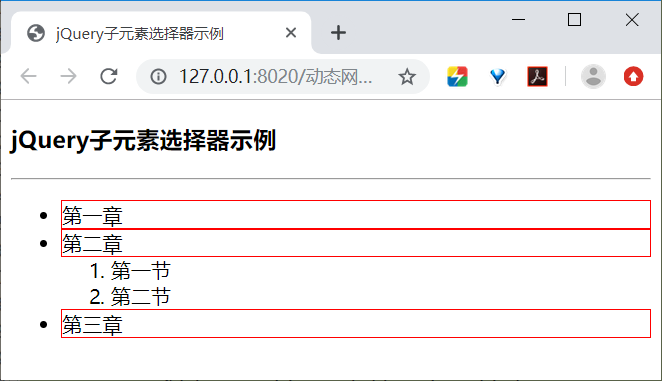 jQuery子元素选择器示例
127.0.0.1:8020/动态网...
jQuery子元素选择器示例
第一章
第二章
1. 第一节
2. 第二节
第三章